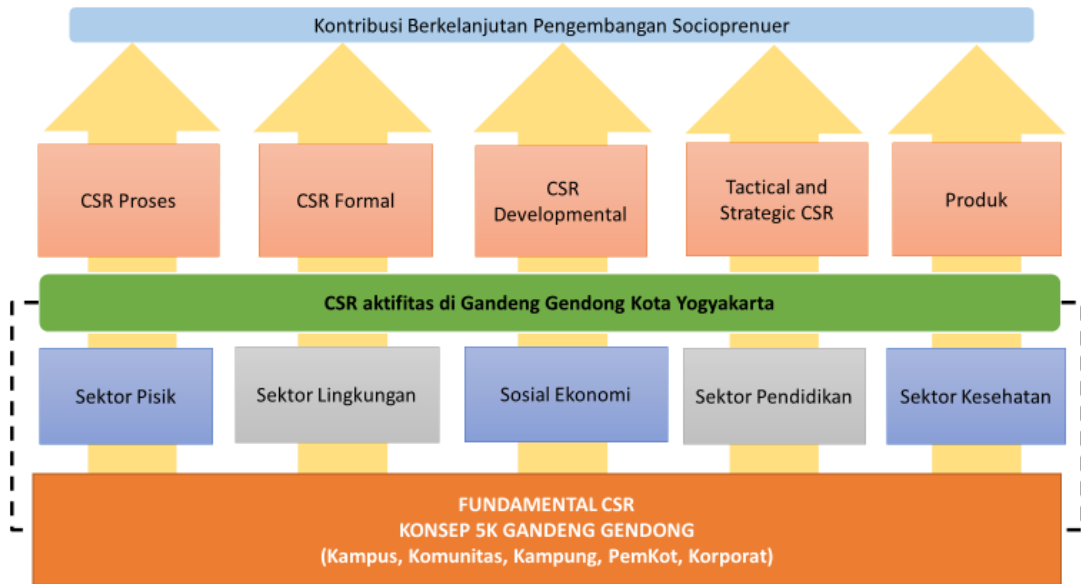 Kontribusi Berkelanjutan Pengembangan Socioprenuer
CSR Proses
CSR Formal
CSR
Developmental
Tactical and
Strategic CSR
Produk
CSR aktifitas di Gandeng Gendong Kota Yogyakarta
Sektor Pisik
Sektor Lingkungan
Sosial Ekonomi
Sektor Pendidikan
Sektor Kesehatan
FUNDAMENTAL CSR
KONSEP 5K GANDENG GENDONG
(Kampus, Komunitas, Kampung, PemKot, Korporat)